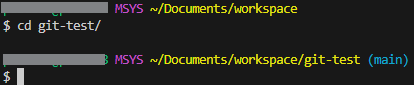 MSYS ~/Documents/workspace
$ cd git-test/
MSYS ~/Documents/workspace/git-test (main)
$